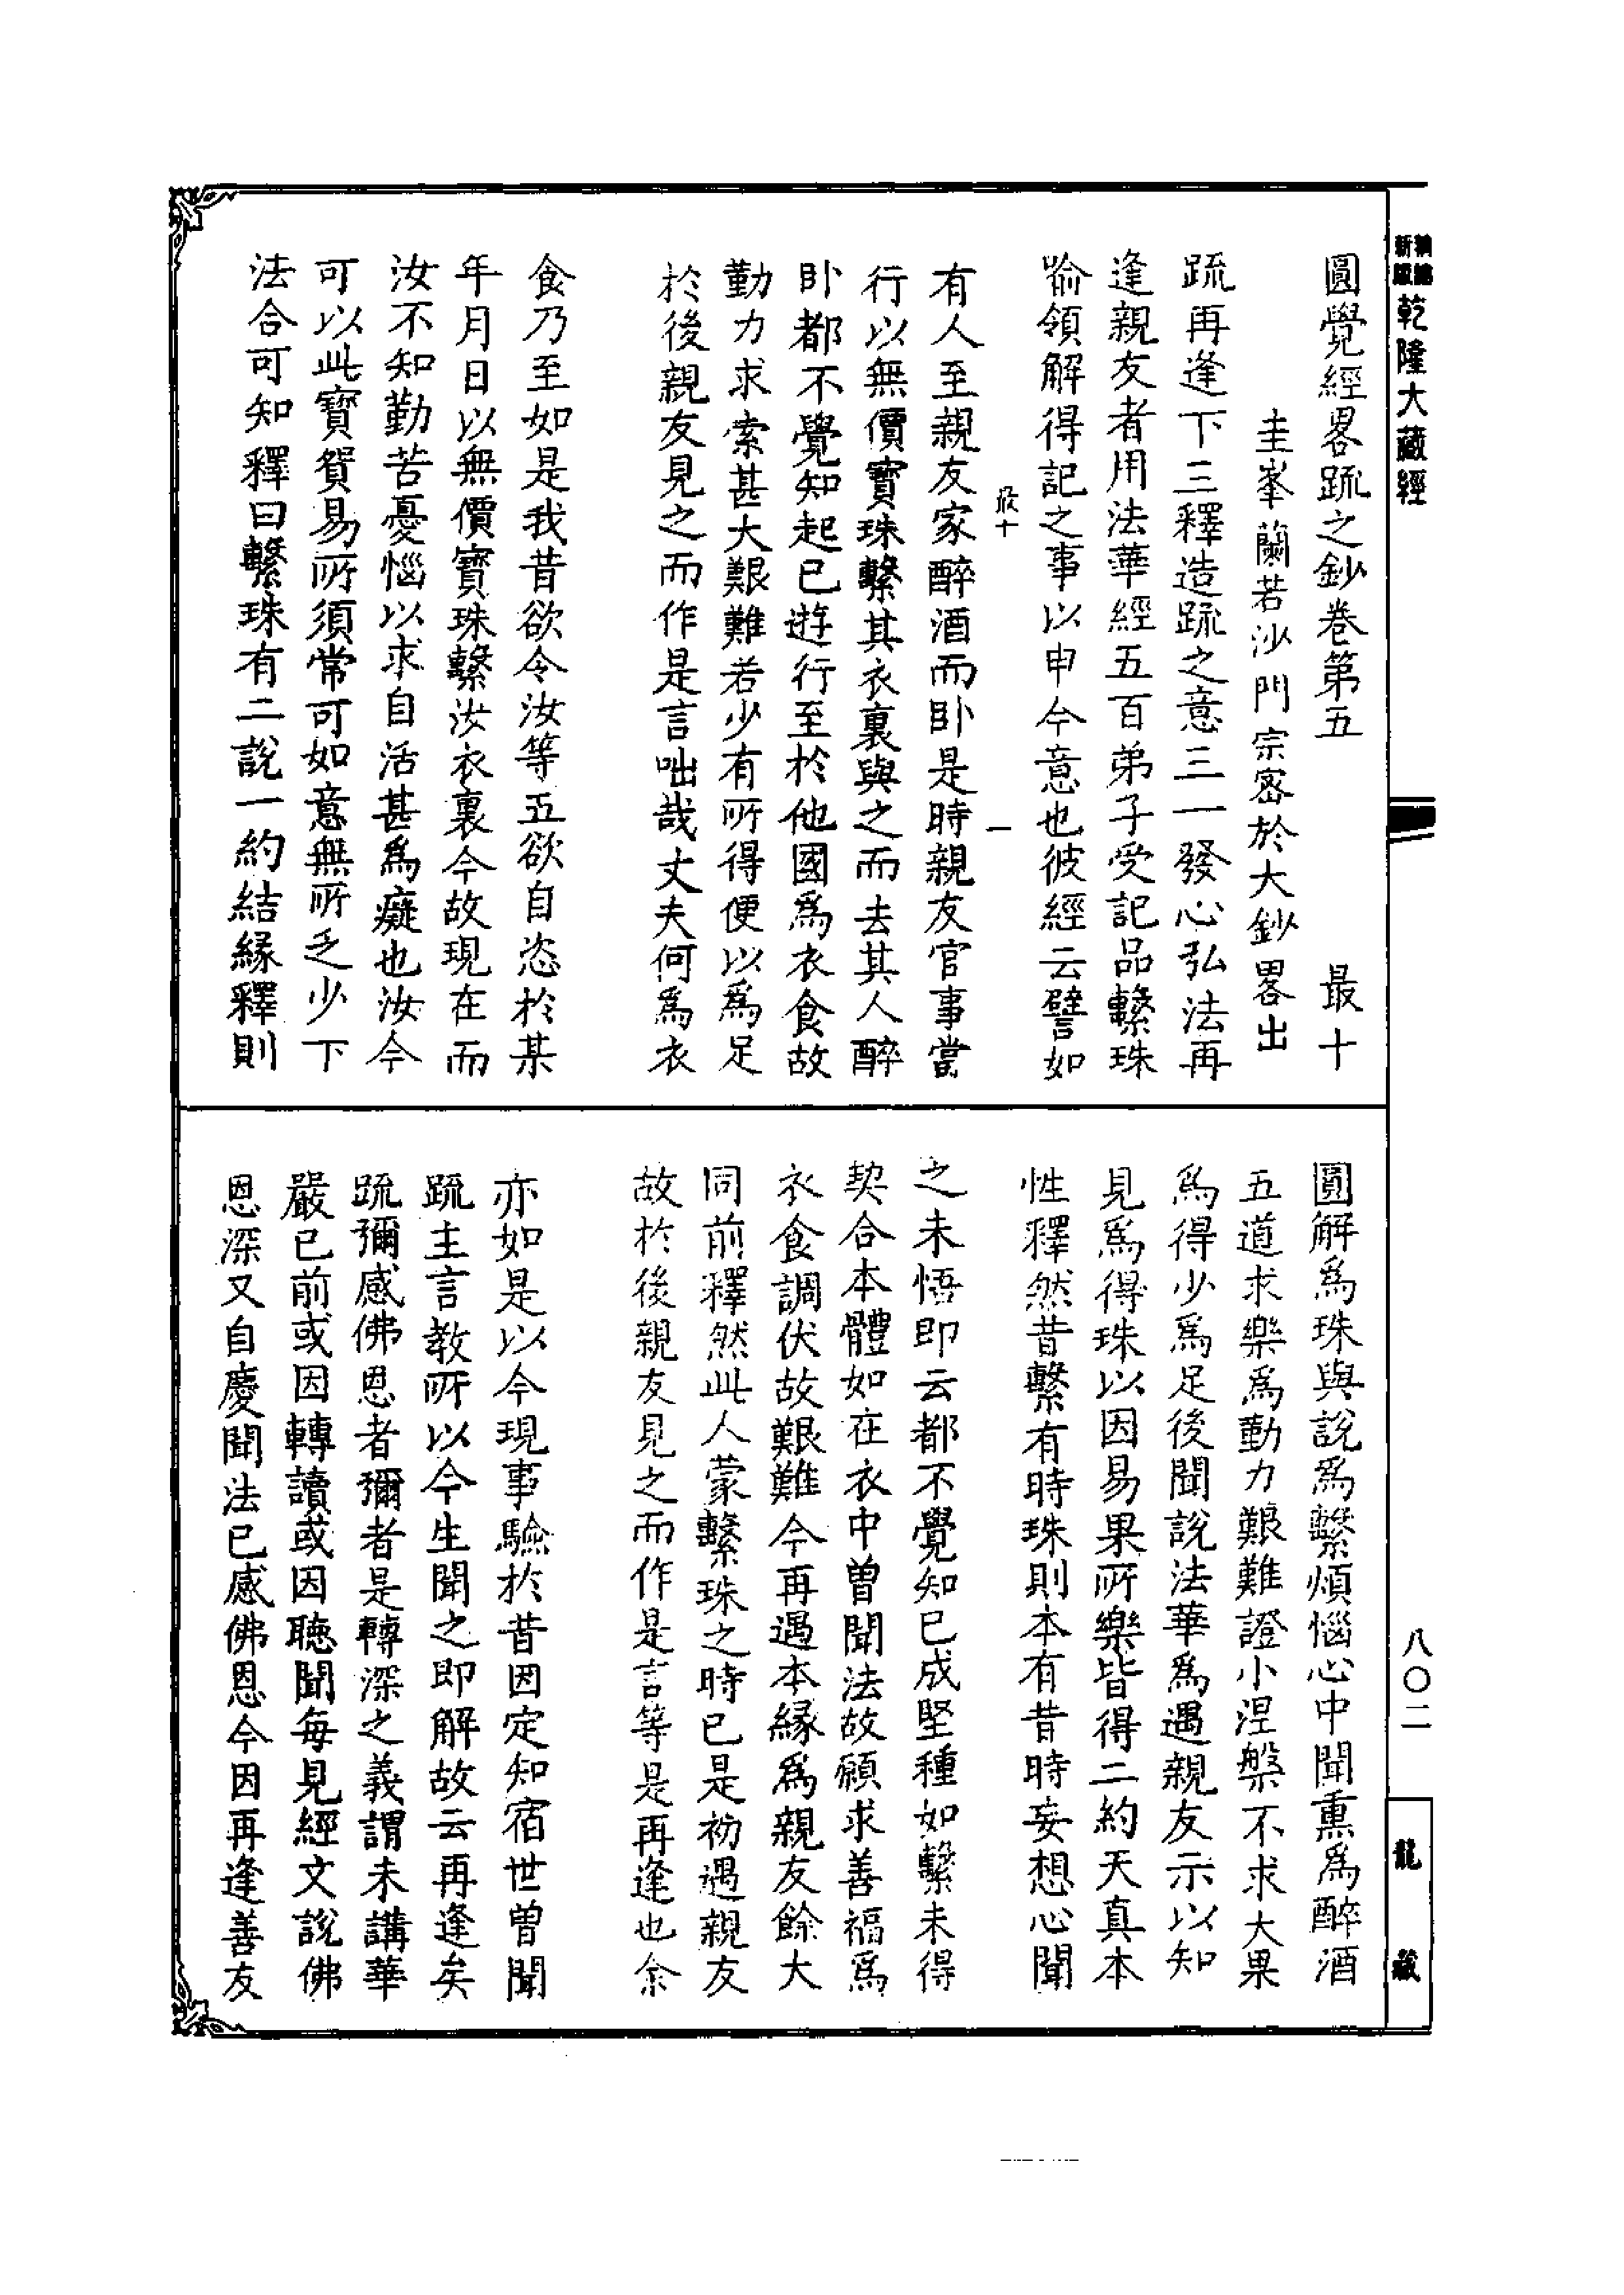 新編縮版
乾隆大藏經
八〇二
龍藏
圓覺經畧䟽之鈔卷第五 最十
圭峯蘭若沙門宗密於大鈔畧出
䟽再逢下三釋造䟽之意三一發心弘法再
逢親友者用法華經五百弟子受記品繫珠
喻領解得記之事以申今意也彼經云譬如
最十 一
有人至親友家醉酒而卧是時親友官事當
行以無價寶珠繫其衣裏與之而去其人醉
卧都不覺知起已遊行至於他國爲衣食故
勤力求索甚大艱難若少有所得便以爲足
於後親友見之而作是言咄哉丈夫何爲衣
食乃至如是我昔欲令汝等五欲自恣於某
年月日以無價寶珠繫汝衣裏今故現在而
汝不知勤苦憂惱以求自活甚爲癡也汝今
可以此寶貿易所須常可如意無所乏少下
法合可知釋曰繫珠有二說一約結緣釋則
圓解爲珠與說爲繫煩惱心中聞熏爲醉酒
五道求樂爲勤力艱難證小涅槃不求大果
爲得少爲足後聞說法華爲遇親友示以知
見爲得珠以因易果所樂皆得二約天真本
性釋然昔繫有時珠則本有昔時妄想心聞
之未悟即云都不覺知已成堅種如繫未得
契合本體如在衣中曾聞法故願求善福爲
衣食調伏故艱難今再遇本緣爲親友餘大
同前釋然此人蒙繫珠之時已是初遇親友
故於後親友見之而作是言等是再逢也余
亦如是以今現事驗於昔因定知宿世曾聞
䟽主言教所以今生聞之即解故云再逢矣
䟽彌感佛恩者彌者是轉深之義謂未講華
嚴已前或因轉讀或因聽聞每見經文說佛
恩深又自慶聞法已感佛恩今因再逢善友